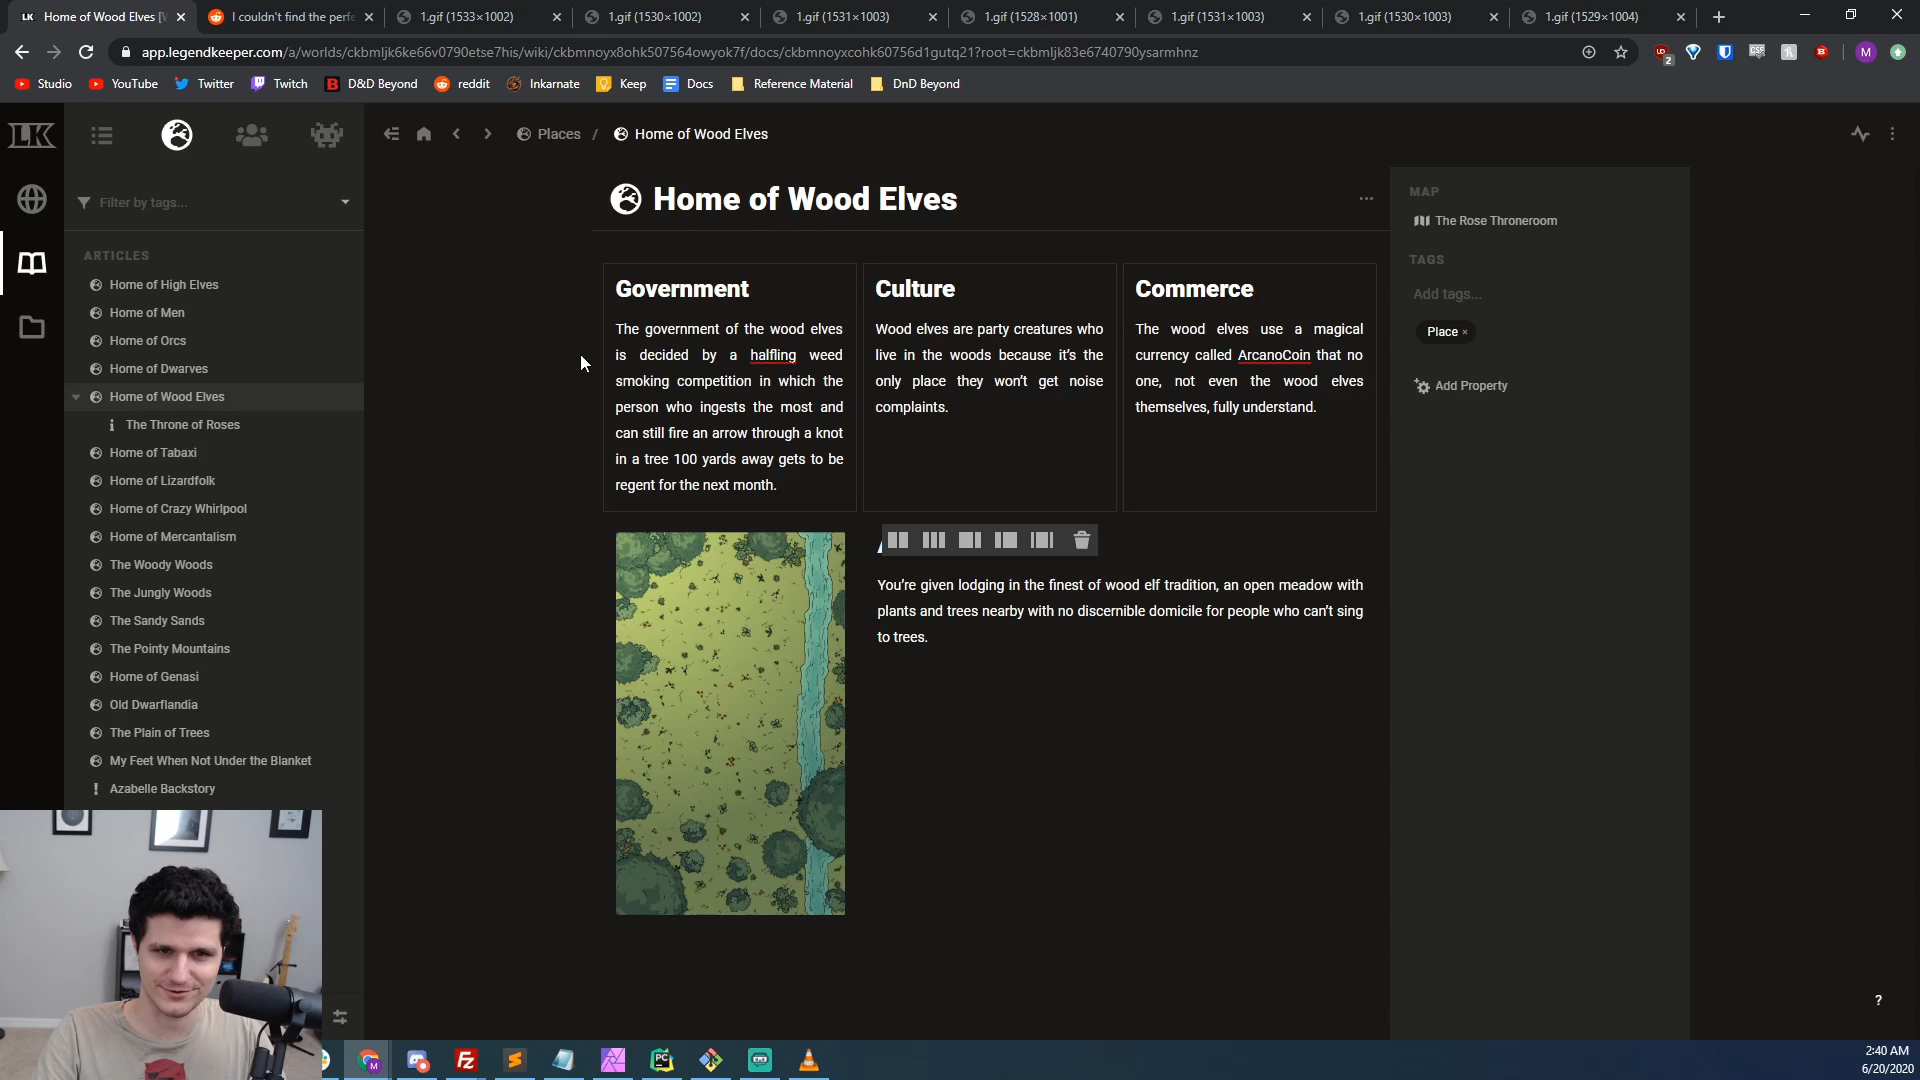 Home of Wood Elves [W
I couldn't find the perfe
1.gif (1533×1002)
1.gif (1530×1002)
1.gif (1531×1003)
1.gif (1528×1001)
1.gif (1531×1003)
1.gif (1530×1003)
1.gif (1529×1004)
app.legendkeeper.com/a/worlds/ckbmljk6ke66v0790etse7his/wiki/ckbmnoyx8ohk507564owyok7f/docs/ckbmnoyxcohk60756d1gutq21?root=ckbmljk83e6740790ysarmhnz
Studio
YouTube
Twitter
Twitch
D&D Beyond
reddit
Inkarnate
Keep
Docs
Reference Material
DnD Beyond
LK
Places / Home of Wood Elves
Filter by tags...
ARTICLES
Home of High Elves
Home of Men
Home of Orcs
Home of Dwarves
Home of Wood Elves
The Throne of Roses
Home of Tabaxi
Home of Lizardfolk
Home of Crazy Whirlpool
Home of Mercantalism
The Woody Woods
The Jungly Woods
The Sandy Sands
The Pointy Mountains
Home of Genasi
Old Dwarflandia
The Plain of Trees
My Feet When Not Under the Blanket
Azabelle Backstory
Home of Wood Elves
Government
The government of the wood elves
is decided by a halfling weed
smoking competition in which the
person who ingests the most and
can still fire an arrow through a knot
in a tree 100 yards away gets to be
regent for the next month.
Culture
Wood elves are party creatures who
live in the woods because it's the
only place they won't get noise
complaints.
Commerce
The wood elves use a magical
currency called ArcanoCoin that no
one, not even the wood elves
themselves, fully understand.
You're given lodging in the finest of wood elf tradition, an open meadow with
plants and trees nearby with no discernible domicile for people who can't sing
to trees.
MAP
The Rose Throneroom
TAGS
Add tags...
Place ×
Add Property
?
2:40 AM
6/20/2020